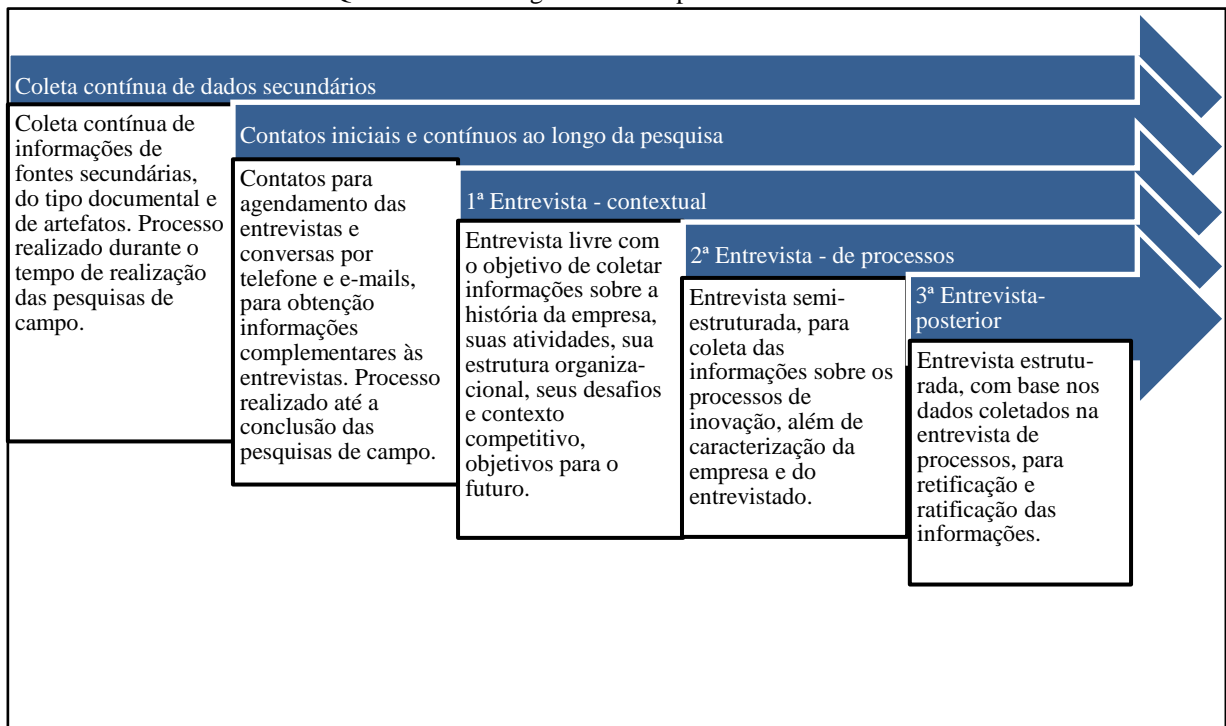 Coleta contínua de dados secundários
Coleta contínua de
informações de
fontes secundárias,
do tipo documental e
de artefatos. Processo
realizado durante o
tempo de realização
das pesquisas de
campo.
Contatos iniciais e contínuos ao longo da pesquisa
Contatos para
agendamento das
entrevistas e
conversas por
telefone e e-mails,
para obtenção
informações
complementares às
entrevistas. Processo
realizado até a
conclusão das
pesquisas de campo.
1ª Entrevista - contextual
Entrevista livre com
o objetivo de coletar
informações sobre a
história da empresa,
suas atividades, sua
estrutura organiza-
cional, seus desafios
e contexto
competitivo,
objetivos para o
futuro.
2ª Entrevista - de processos
Entrevista semi-
estruturada, para
coleta das
informações sobre os
processos de
inovação, além de
caracterização da
empresa e do
entrevistado.
3ª Entrevista-
posterior
Entrevista estrutu-
rada, com base nos
dados coletados na
entrevista de
processos, para
retificação e
ratificação das
informações.